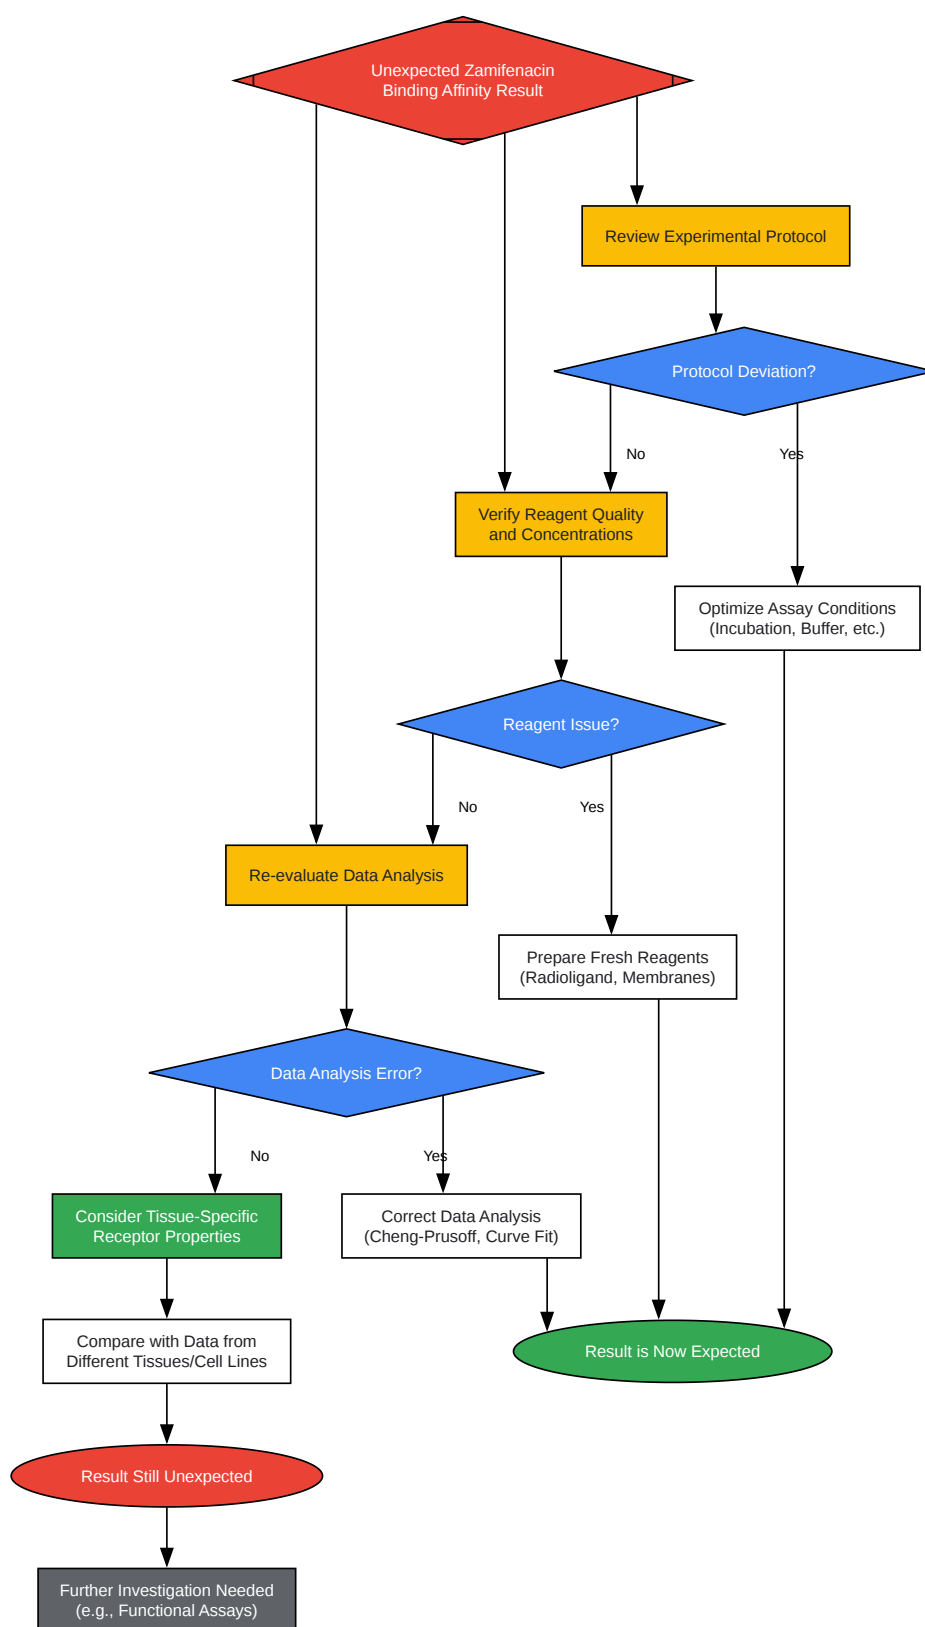 Unexpected Zamifenacin
Binding Affinity Result
Review Experimental Protocol
Protocol Deviation?
No
Yes
Verify Reagent Quality
and Concentrations
Optimize Assay Conditions
(Incubation, Buffer, etc.)
Reagent Issue?
No
Yes
Re-evaluate Data Analysis
Prepare Fresh Reagents
(Radioligand, Membranes)
Data Analysis Error?
No
Yes
Consider Tissue-Specific
Receptor Properties
Correct Data Analysis
(Cheng-Prusoff, Curve Fit)
Compare with Data from
Different Tissues/Cell Lines
Result is Now Expected
Result Still Unexpected
Further Investigation Needed
(e.g., Functional Assays)